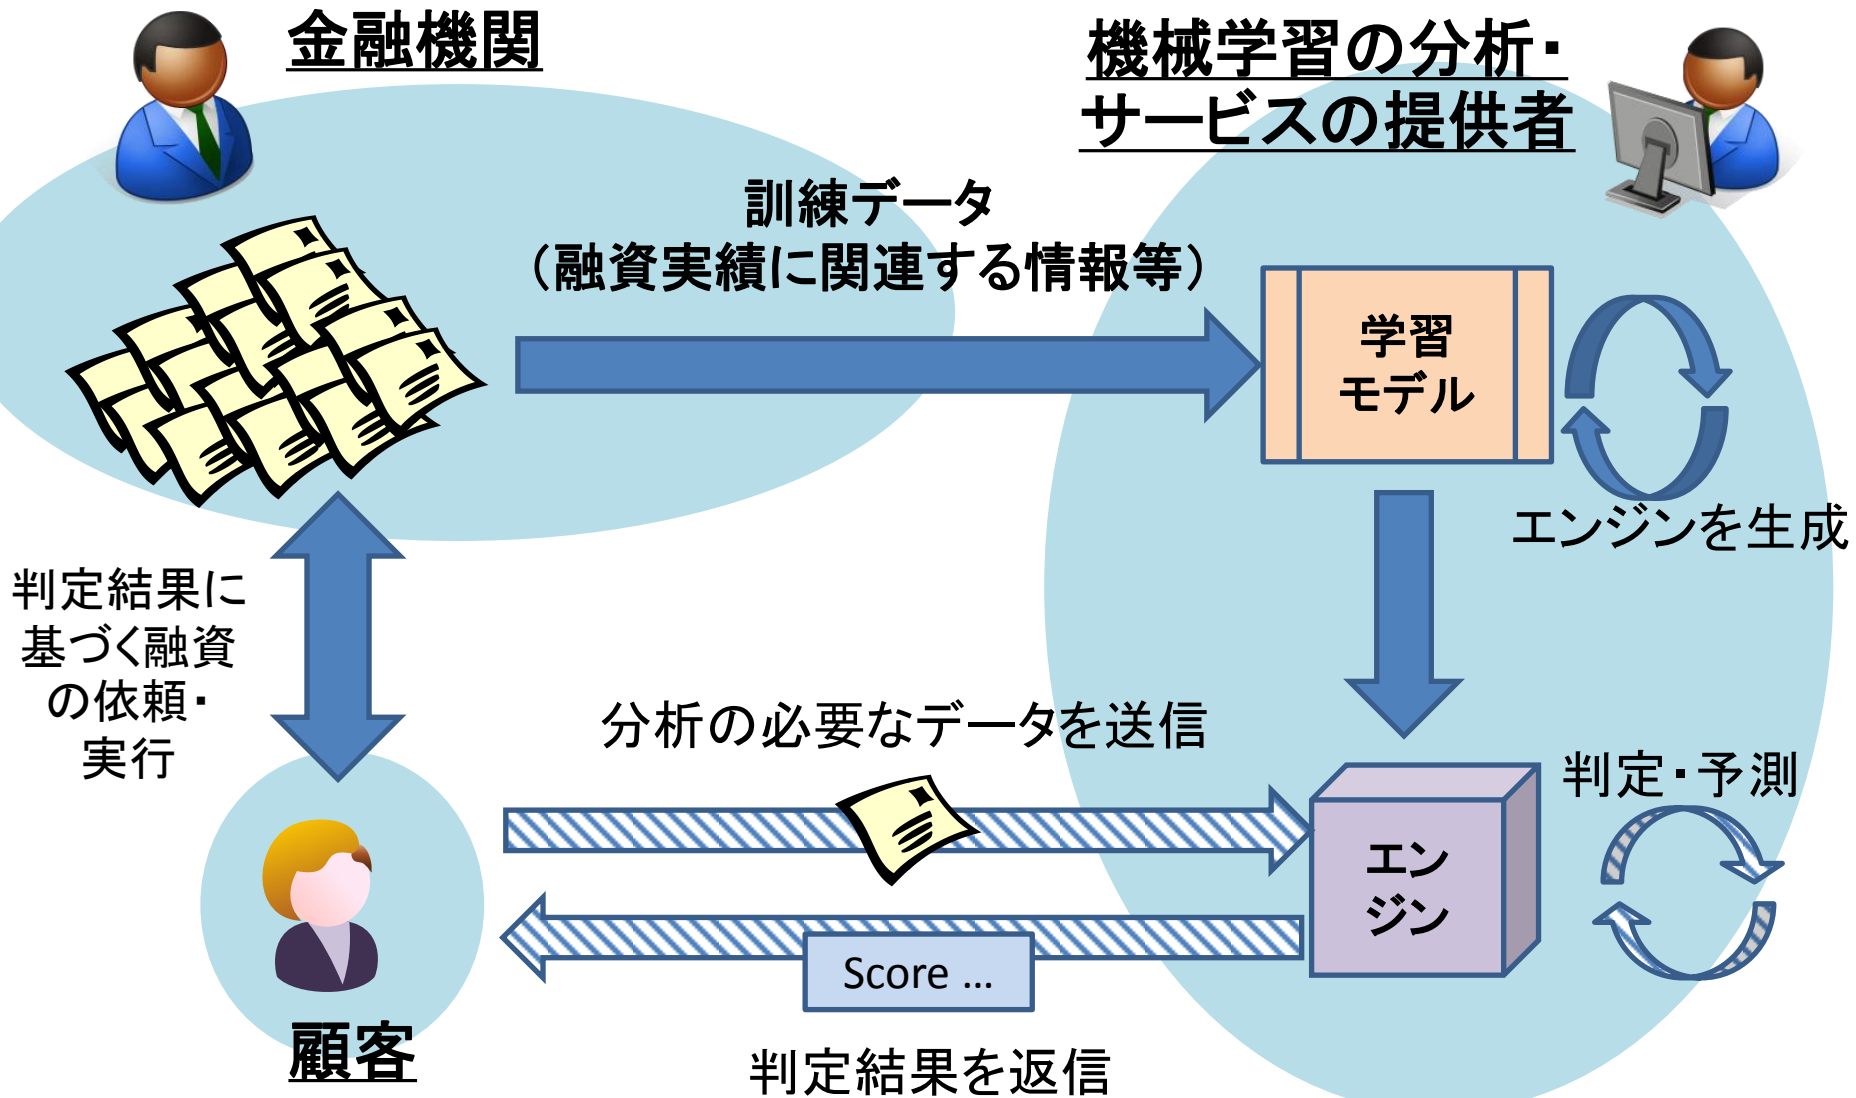 金融機関
機械学習の分析・
サービスの提供者
訓練データ
（融資実績に関連する情報等）
学習
モデル
エンジンを生成
判定結果に
基づく融資
の依頼・
実行
分析の必要なデータを送信
判定・予測
エン
ジン
Score …
顧客
判定結果を返信